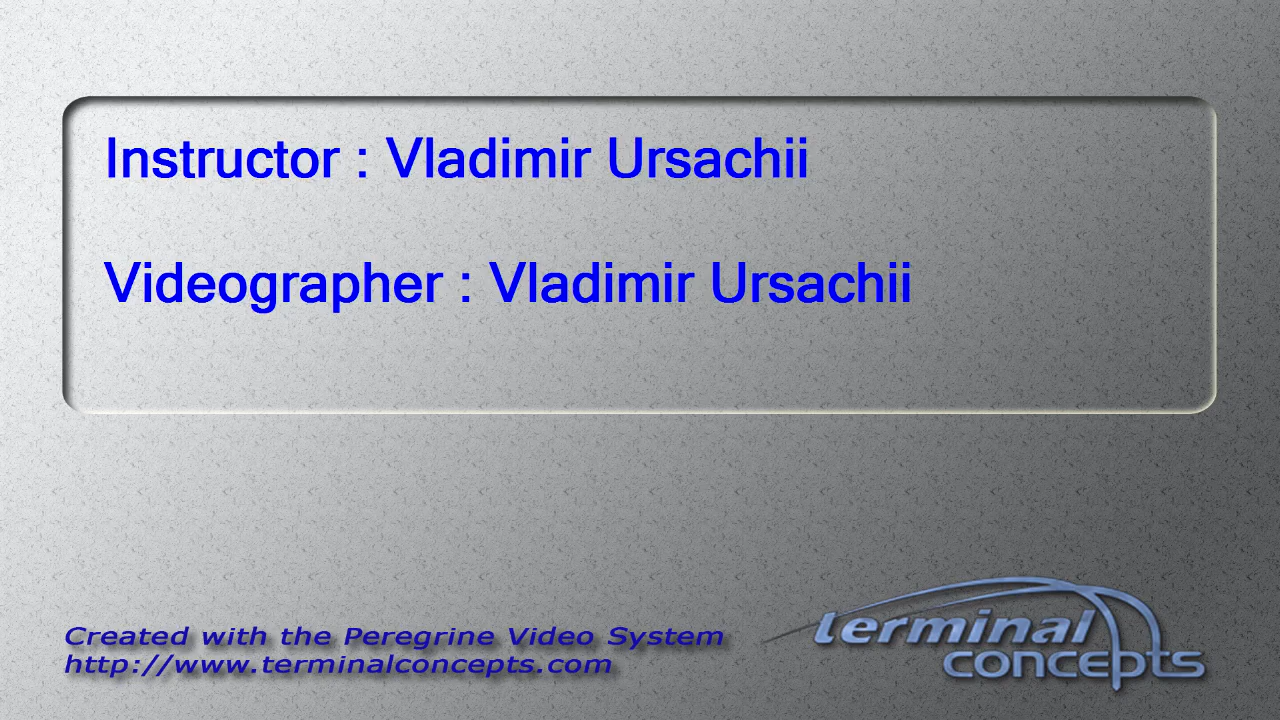 Instructor : Vladimir Ursachii
Videographer : Vladimir Ursachii
Created with the Peregrine Video System
http://www.terminalconcepts.com
terminal
concepts